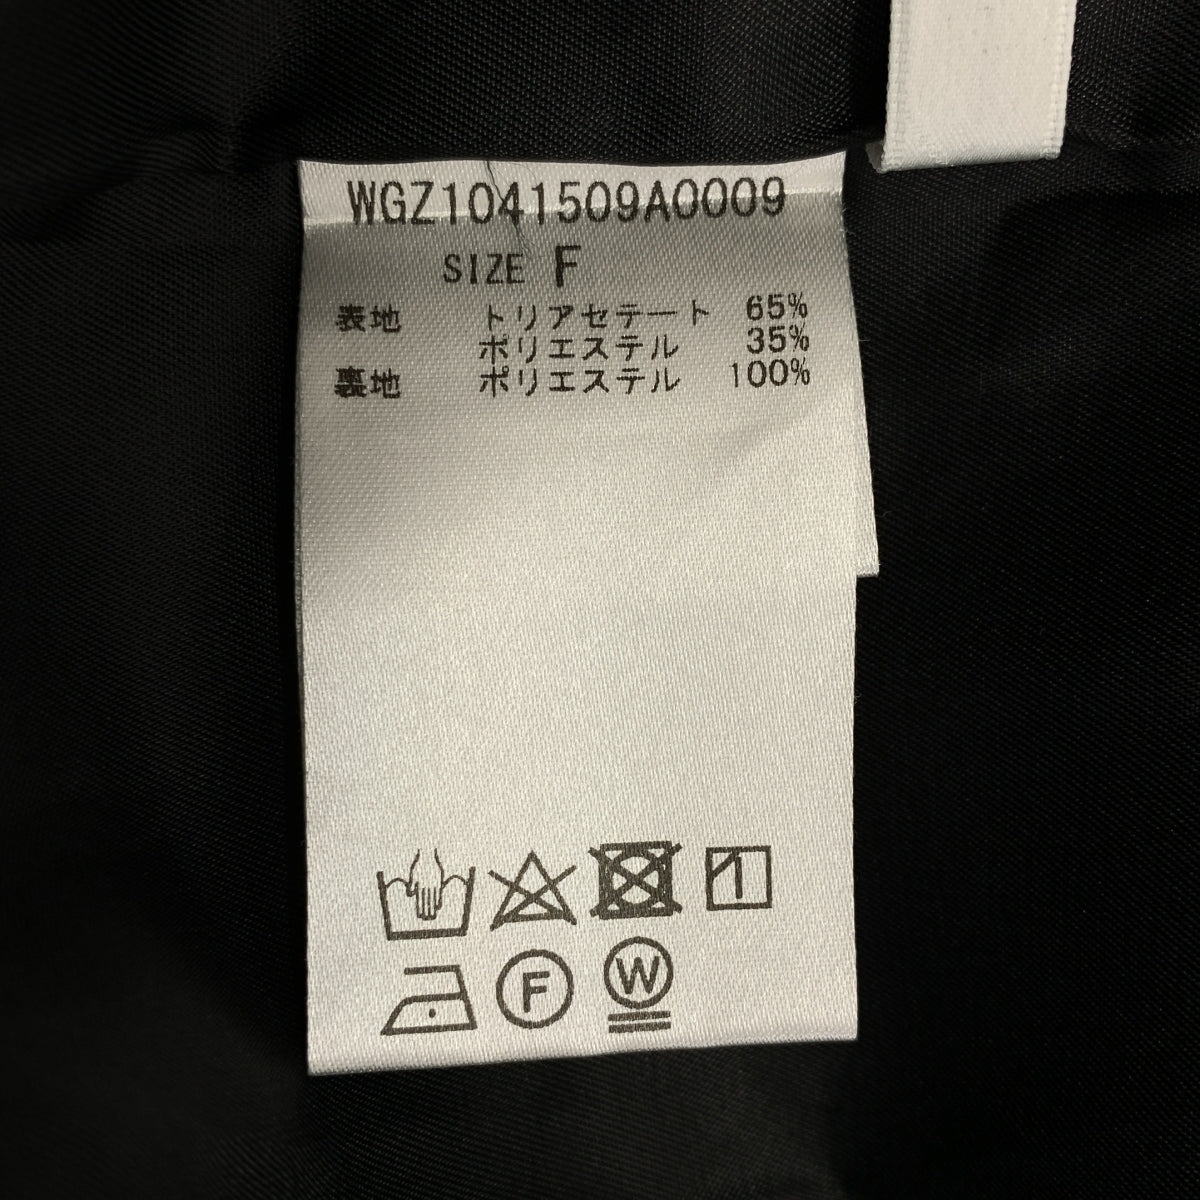 WGZ1041509A0009
SIZE F
表地 トリアセテート 65%
ポリエステル 35%
裏地 ポリエステル 100%
F W